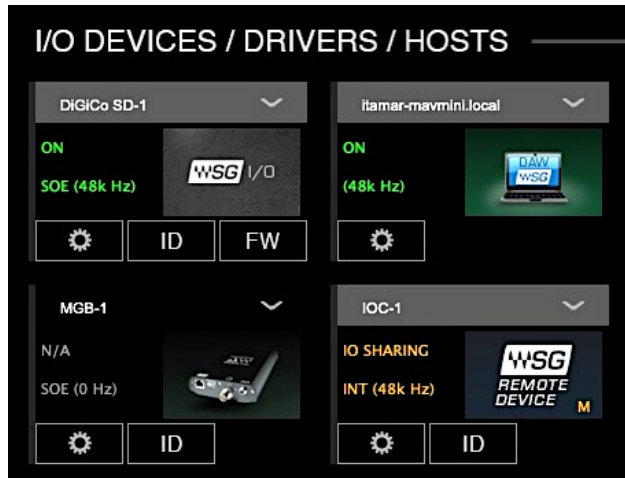 I/O DEVICES / DRIVERS / HOSTS
DiGiCo SD-1
ON
SOE (48k Hz)
WSG I/O
ID
FW
itamar-mavmini.local
ON
(48k Hz)
DAW
WSG
MGB-1
N/A
SOE (0 Hz)
ID
IOC-1
IO SHARING
INT (48k Hz)
WSG
REMOTE
DEVICE
M
ID